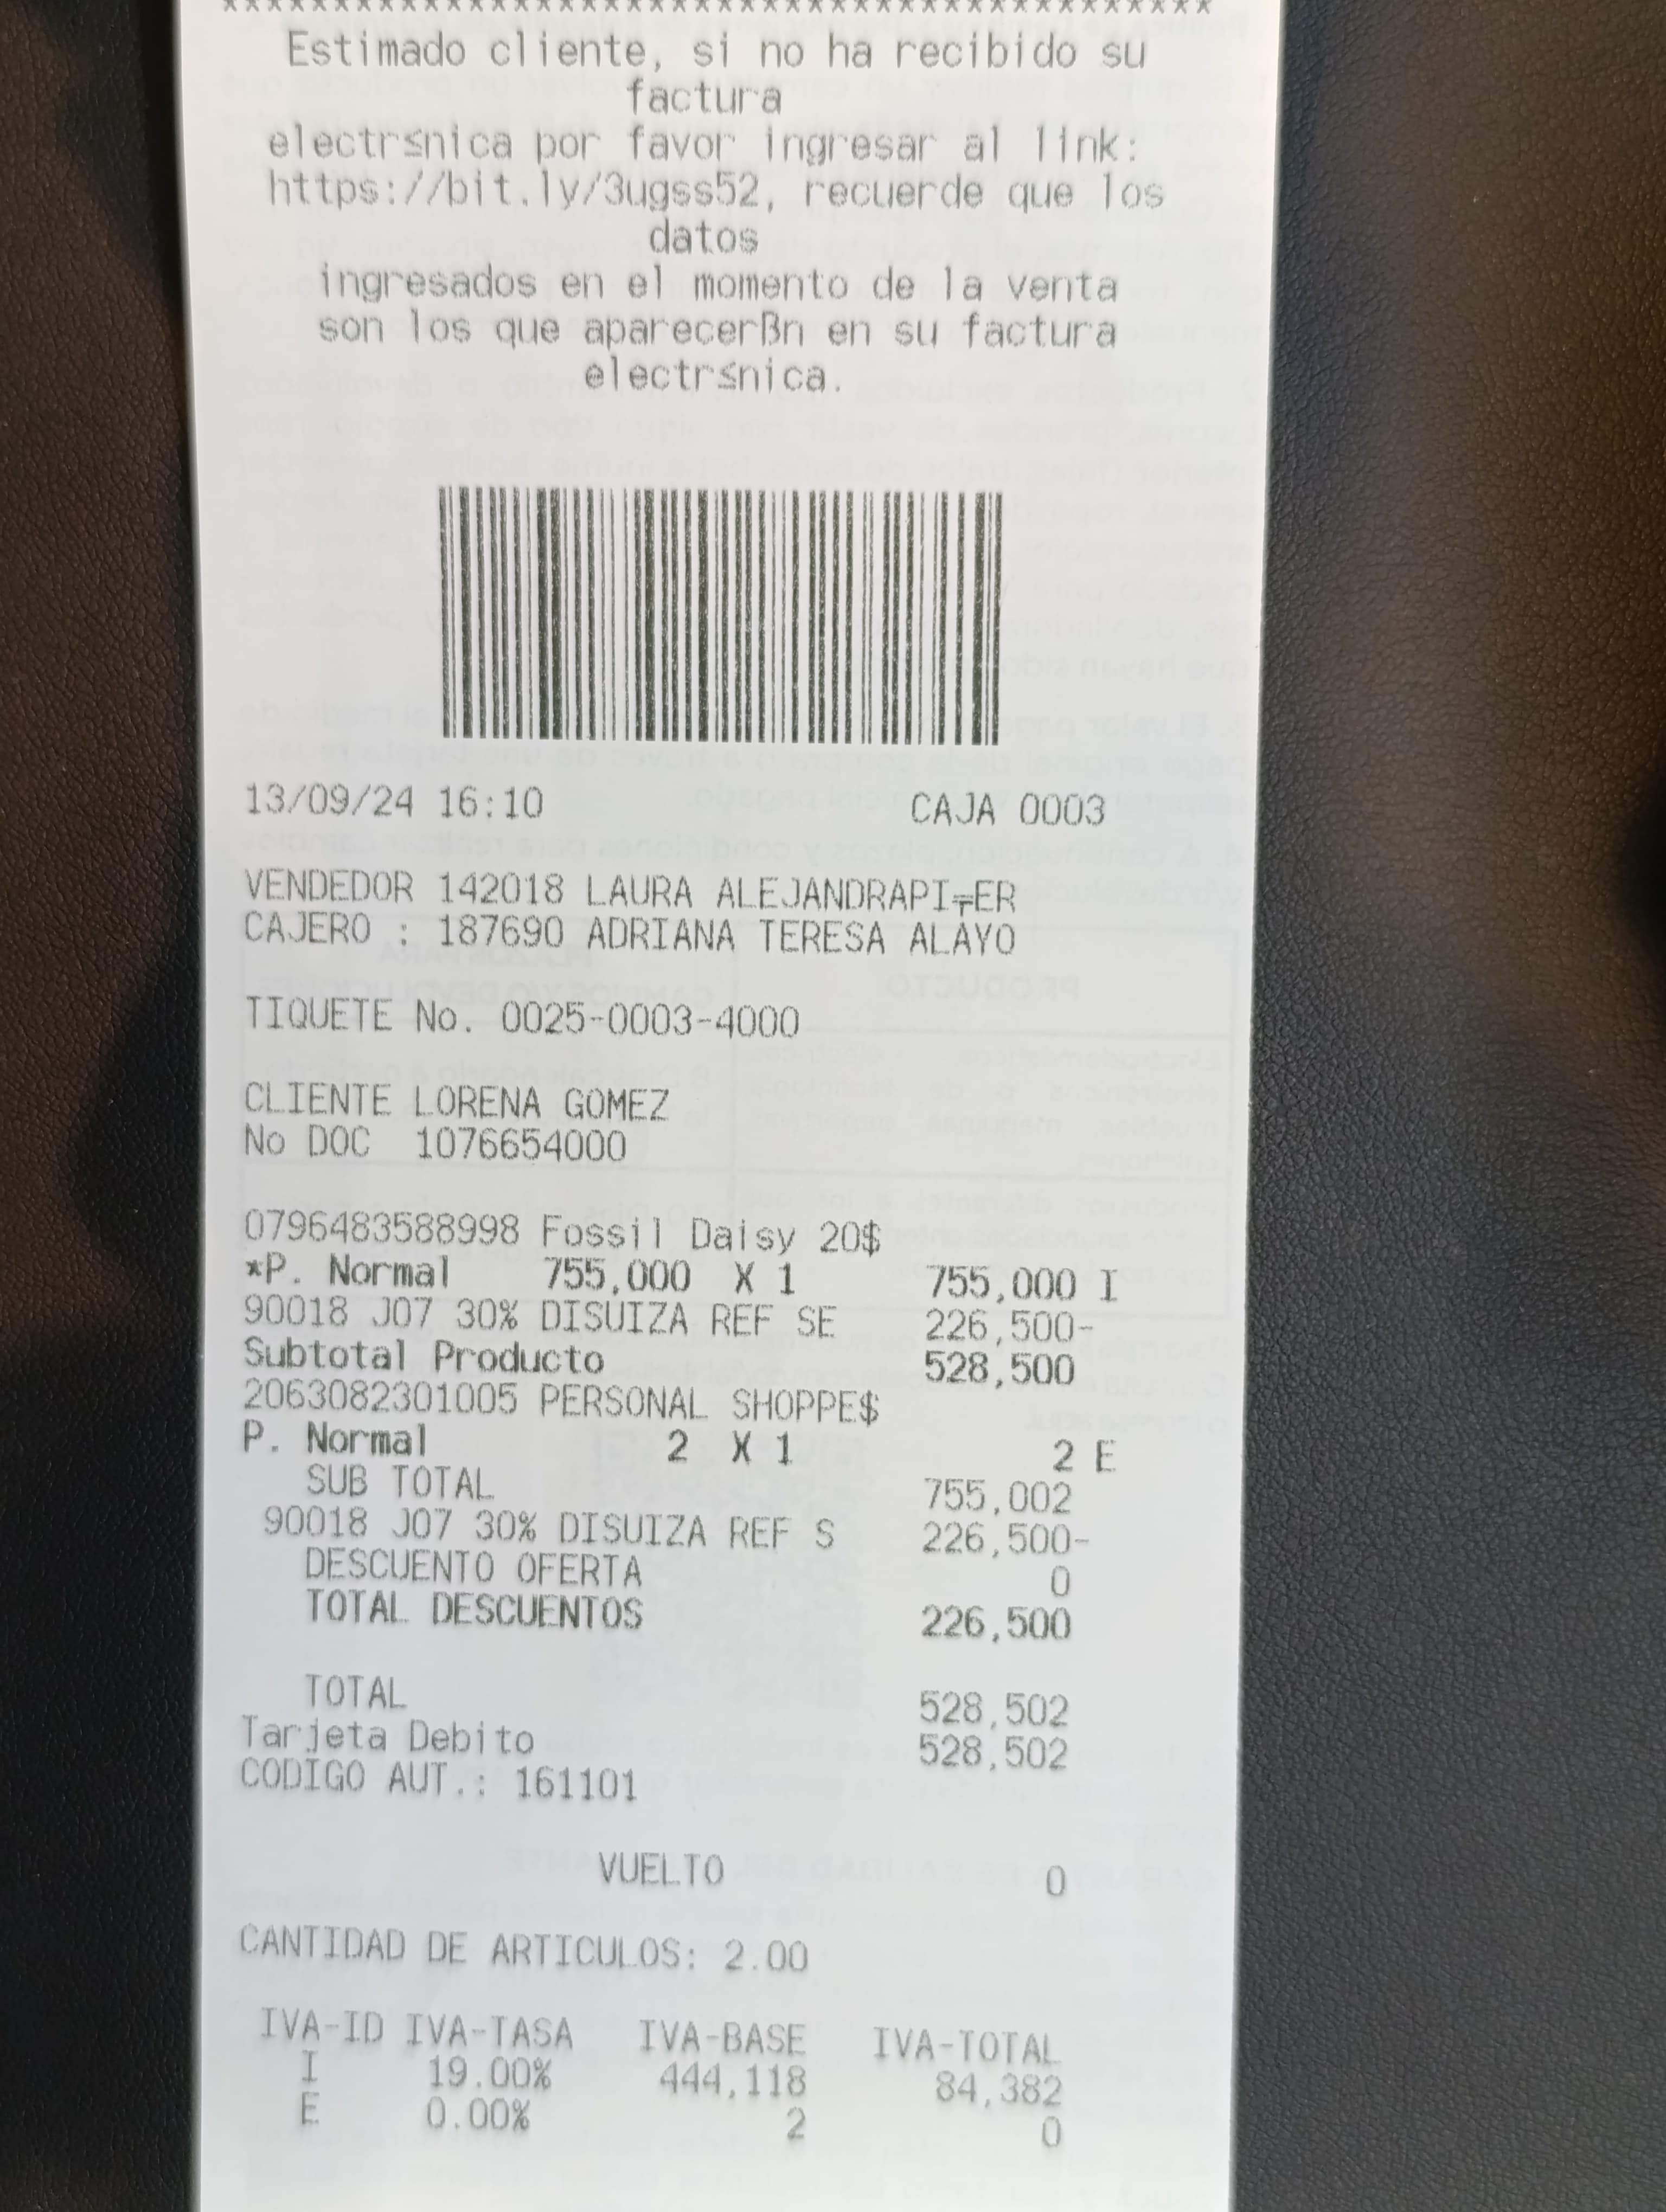 ******************************************
Estimado cliente, si no ha recibido su
factura
electr≤nica por favor ingresar al link:
https://bit.ly/3ugss52, recuerde que los
datos
ingresados en el momento de la venta
son los que aparecerßn en su factura
electr≤nica.
13/09/24 16:10 CAJA 0003
VENDEDOR 142018 LAURA ALEJANDRAPI╤ER
CAJERO : 187690 ADRIANA TERESA ALAYO
TIQUETE No. 0025-0003-4000
CLIENTE LORENA GOMEZ
No DOC 1076654000
0796483588998 Fossil Daisy 20$
*P. Normal 755,000 X 1 755,000 I
90018 J07 30% DISUIZA REF SE 226,500-
Subtotal Producto 528,500
2063082301005 PERSONAL SHOPPE$
P. Normal 2 X 1 2 E
SUB TOTAL 755,002
90018 J07 30% DISUIZA REF S 226,500-
DESCUENTO OFERTA 0
TOTAL DESCUENTOS 226,500
TOTAL 528,502
Tarjeta Debito 528,502
CODIGO AUT.: 161101
VUELTO 0
CANTIDAD DE ARTICULOS: 2.00
IVA-ID IVA-TASA IVA-BASE IVA-TOTAL
I 19.00% 444,118 84,382
E 0.00% 2 0